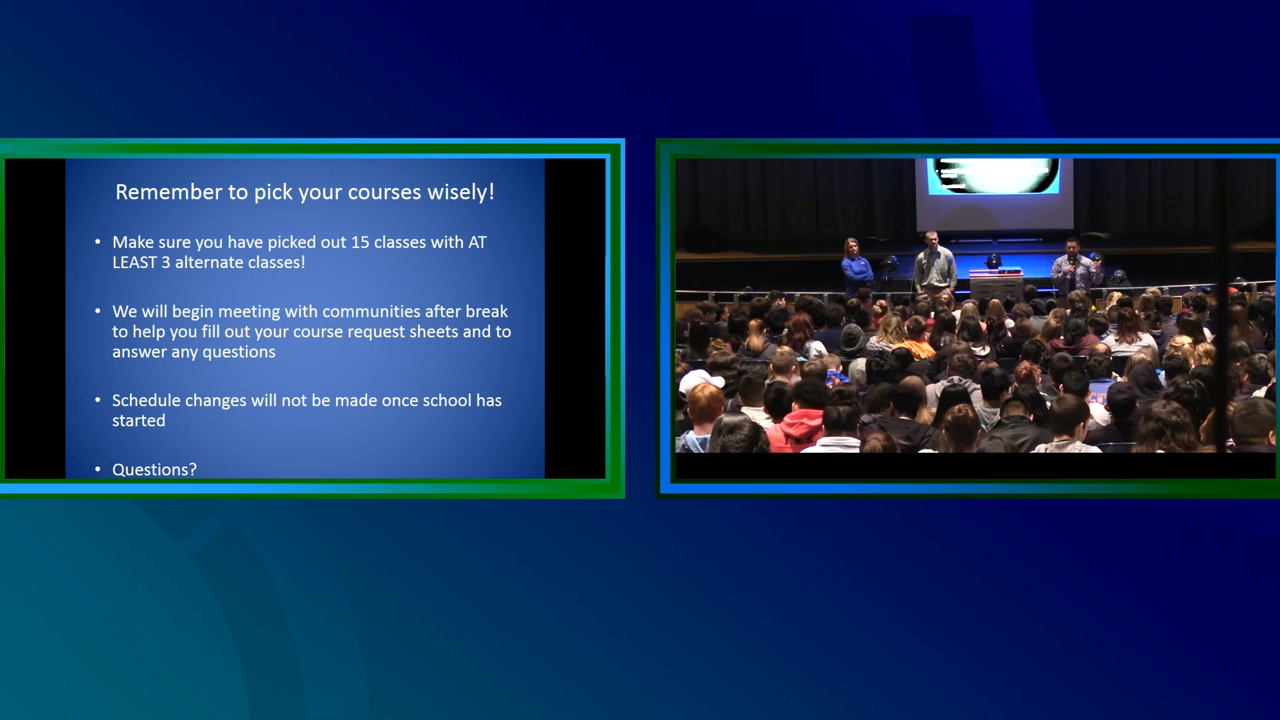 Remember to pick your courses wisely!
• Make sure you have picked out 15 classes with AT
LEAST 3 alternate classes!
• We will begin meeting with communities after break
to help you fill out your course request sheets and to
answer any questions
• Schedule changes will not be made once school has
started
• Questions?